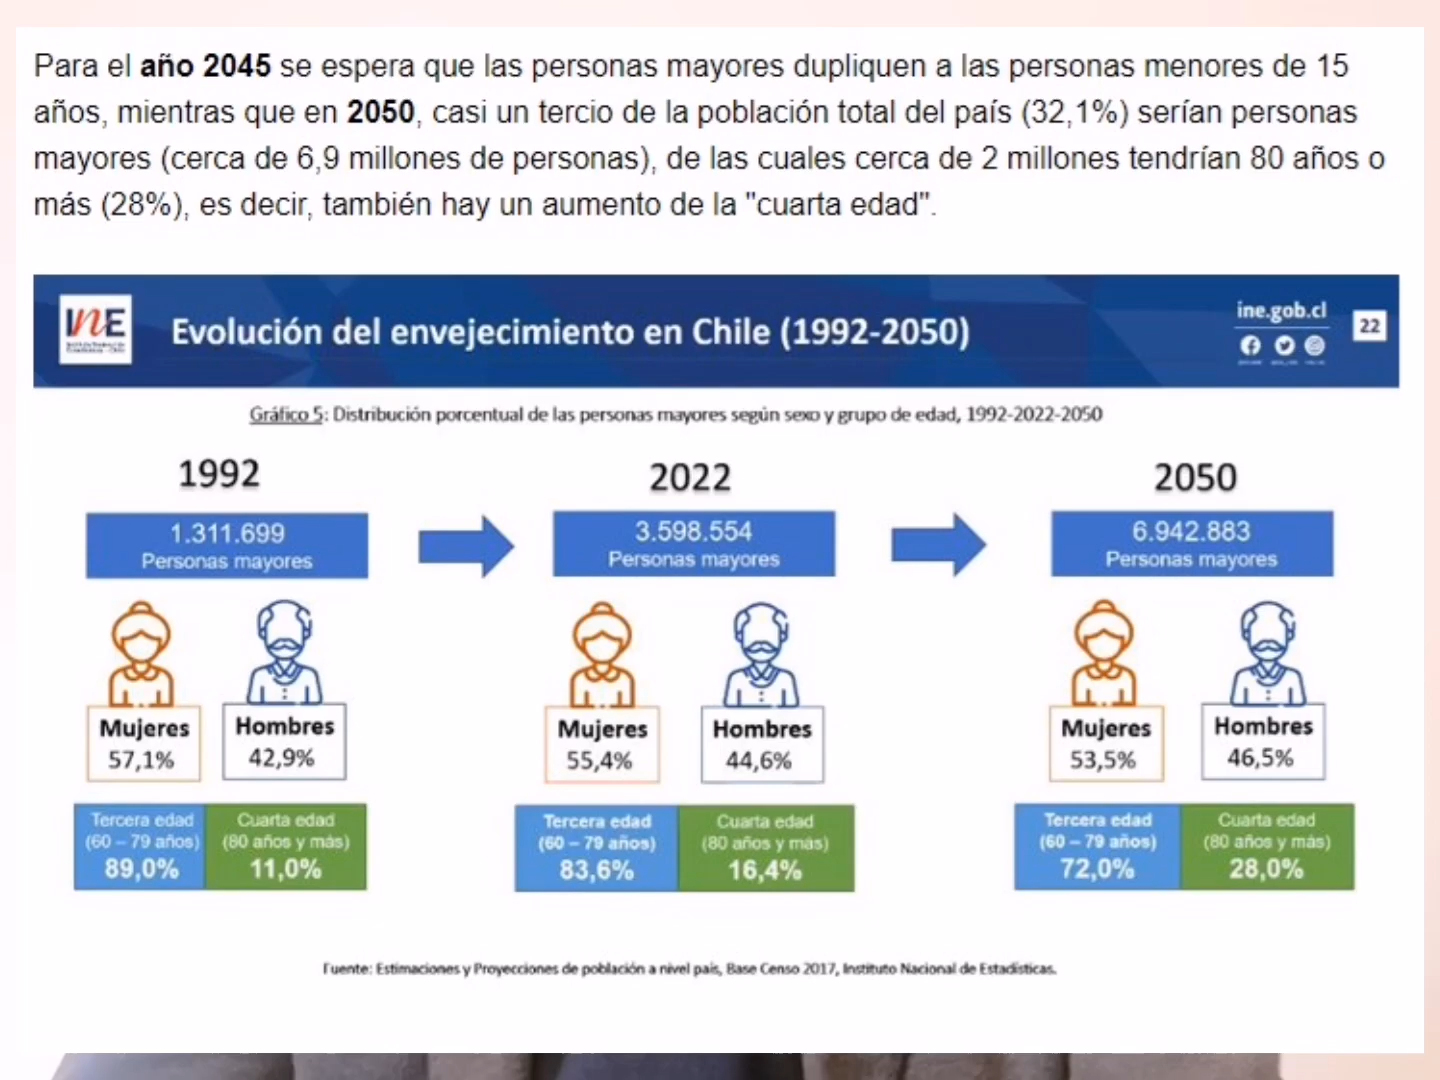 Para el año 2045 se espera que las personas mayores dupliquen a las personas menores de 15
años, mientras que en 2050, casi un tercio de la población total del país (32,1%) serían personas
mayores (cerca de 6,9 millones de personas), de las cuales cerca de 2 millones tendrían 80 años o
más (28%), es decir, también hay un aumento de la "cuarta edad".
INE
Evolución del envejecimiento en Chile (1992-2050)
ine.gob.cl
22
Gráfico 5: Distribución porcentual de las personas mayores según sexo y grupo de edad, 1992-2022-2050
1992
2022
2050
1.311.699
Personas mayores
3.598.554
Personas mayores
6.942.883
Personas mayores
Mujeres
57,1%
Hombres
42,9%
Mujeres
55,4%
Hombres
44,6%
Mujeres
53,5%
Hombres
46,5%
Tercera edad
(60 – 79 años)
89,0%
Cuarta edad
(80 años y más)
11,0%
Tercera edad
(60 – 79 años)
83,6%
Cuarta edad
(80 años y más)
16,4%
Tercera edad
(60 – 79 años)
72,0%
Cuarta edad
(80 años y más)
28,0%
Fuente: Estimaciones y Proyecciones de población a nivel país, Base Censo 2017, Instituto Nacional de Estadísticas.